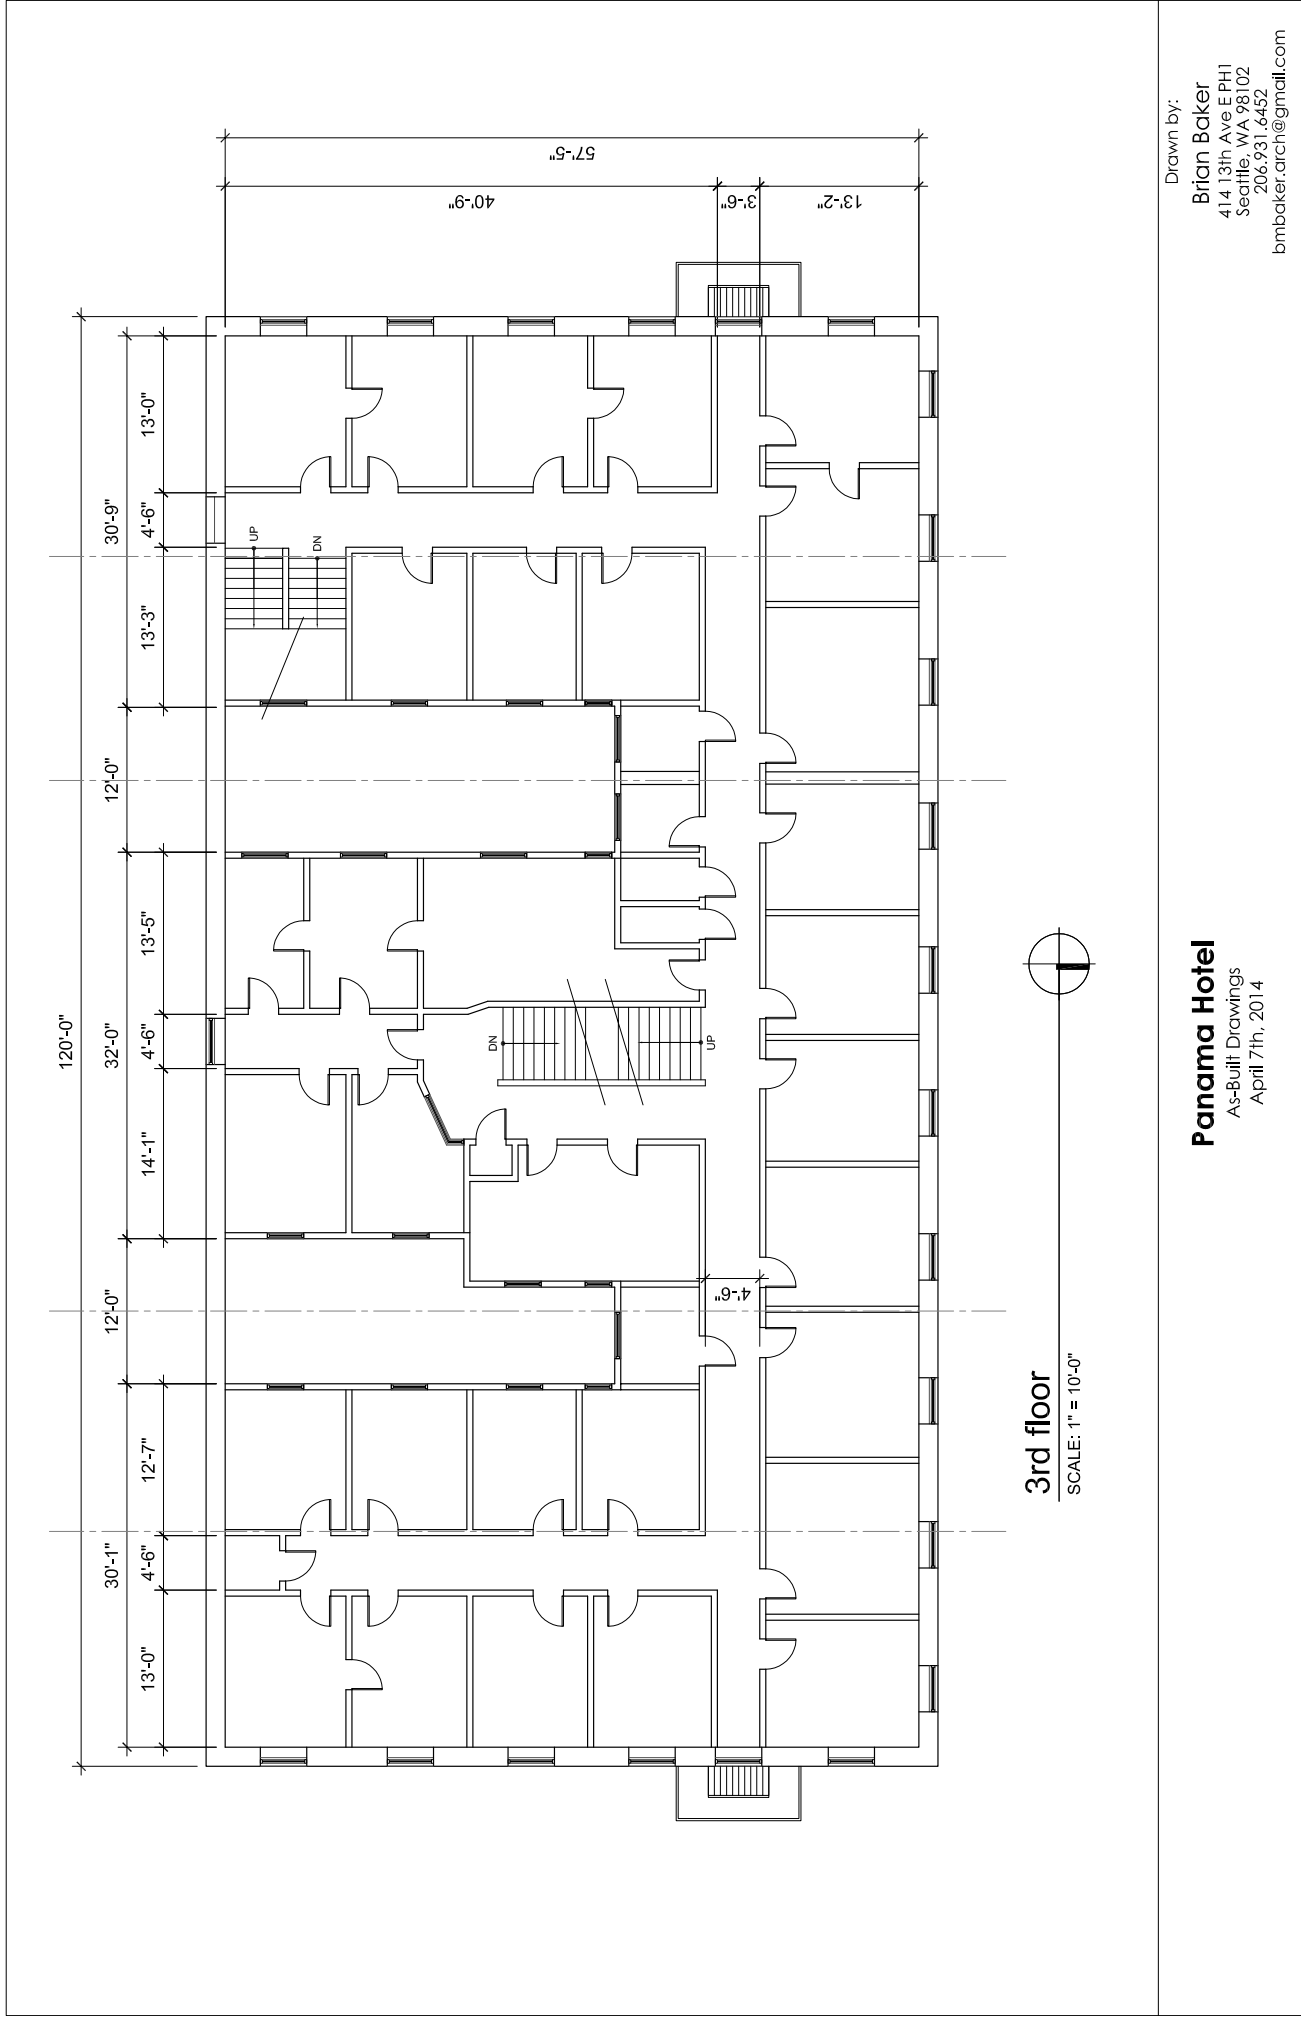 120'-0"
30'-1"
12'-0"
32'-0"
12'-0"
30'-9"
13'-0"
4'-6"
12'-7"
14'-1"
4'-6"
13'-5"
13'-3"
4'-6"
13'-0"
57'-5"
40'-9"
3'-6"
13'-2"
UP
DN
DN
UP
4'-6"
3rd floor
SCALE: 1" = 10'-0"
Panama Hotel
As-Built Drawings
April 7th, 2014
Drawn by:
Brian Baker
414 13th Ave E PH1
Seattle, WA 98102
206.931.6452
bmbaker.arch@gmail.com